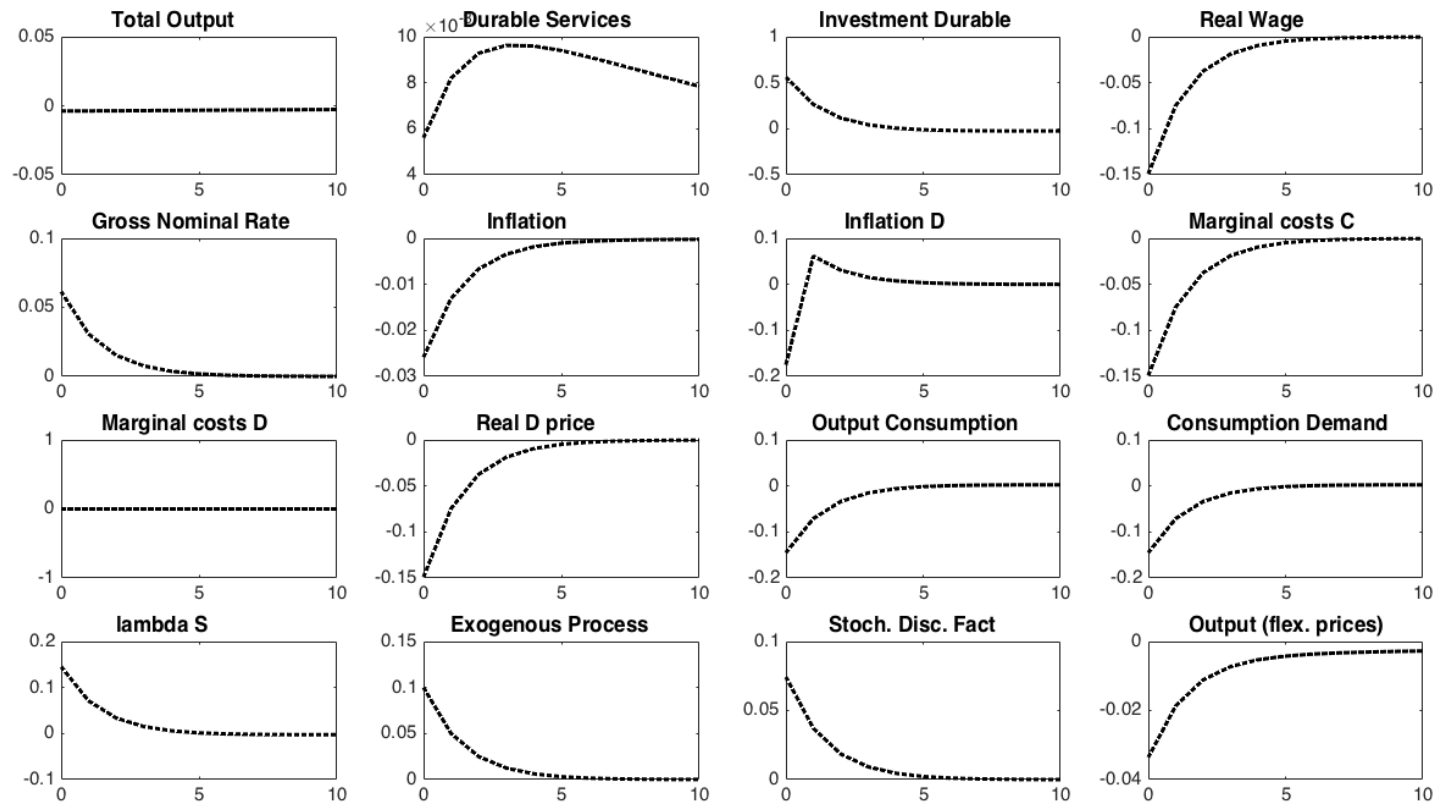 Total Output
0.05
0
-0.05
0 5 10
×10⁻³
Durable Services
10
8
6
4
0 5 10
Investment Durable
1
0.5
0
-0.5
0 5 10
Real Wage
0
-0.05
-0.1
-0.15
0 5 10
Gross Nominal Rate
0.1
0.05
0
0 5 10
Inflation
0
-0.01
-0.02
-0.03
0 5 10
Inflation D
0.1
0
-0.1
-0.2
0 5 10
Marginal costs C
0
-0.05
-0.1
-0.15
0 5 10
Marginal costs D
1
0
-1
0 5 10
Real D price
0
-0.05
-0.1
-0.15
0 5 10
Output Consumption
0.1
0
-0.1
-0.2
0 5 10
Consumption Demand
0.1
0
-0.1
-0.2
0 5 10
lambda S
0.2
0.1
0
-0.1
0 5 10
Exogenous Process
0.15
0.1
0.05
0
0 5 10
Stoch. Disc. Fact
0.1
0.05
0
0 5 10
Output (flex. prices)
0
-0.02
-0.04
0 5 10